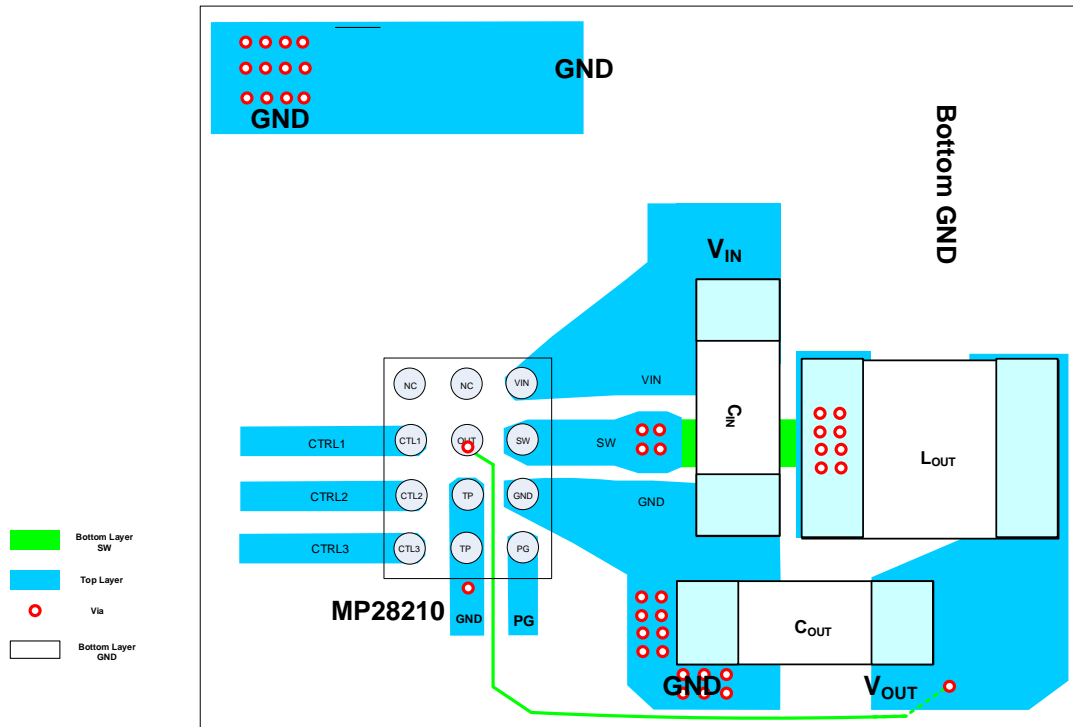 GND
GND
Bottom GND
VIN
NC
NC
VIN
VIN
CIN
CTRL1
CTL1
OUT
SW
SW
LOUT
CTRL2
CTL2
TP
GND
GND
CTRL3
CTL3
TP
PG
Bottom Layer
SW
Top Layer
Via
Bottom Layer
GND
MP28210
GND
PG
COUT
GND
VOUT